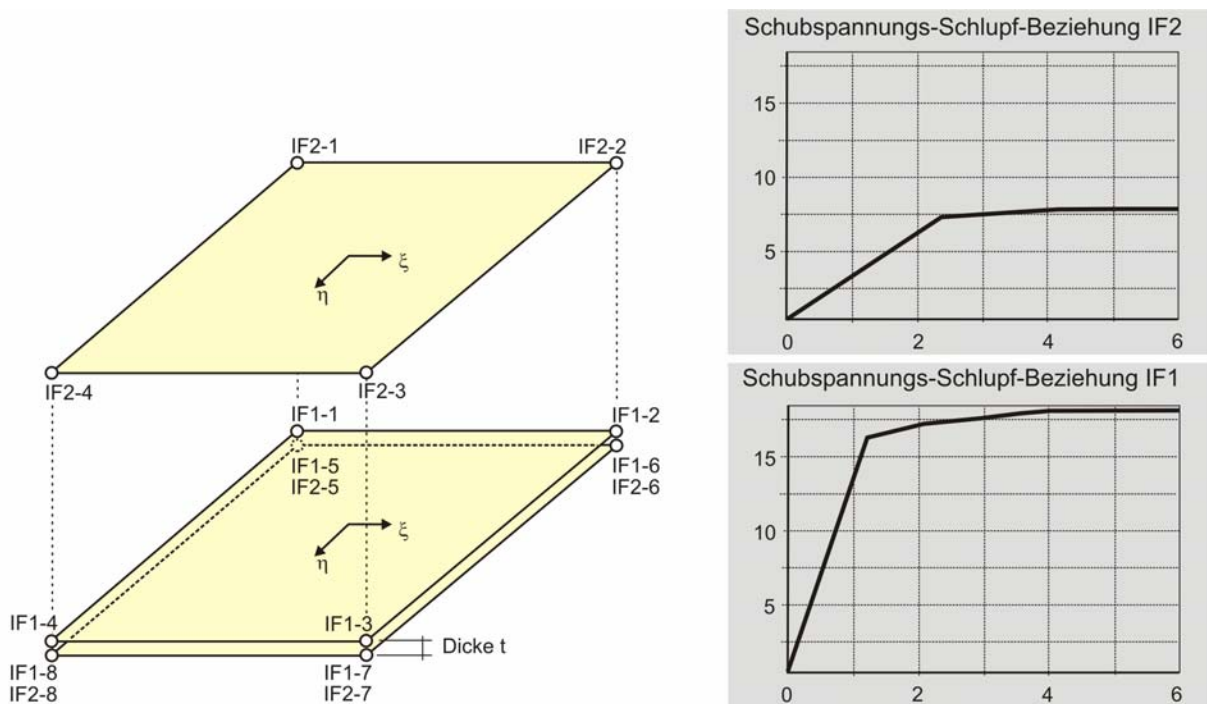 IF2-1
IF2-2
ξ
η
IF2-4
IF2-3
IF1-1
IF1-2
IF1-5
IF2-5
IF1-6
IF2-6
ξ
η
IF1-4
IF1-3
Dicke t
IF1-8
IF2-8
IF1-7
IF2-7
Schubspannungs-Schlupf-Beziehung IF2
15
10
5
0 2 4 6
Schubspannungs-Schlupf-Beziehung IF1
15
10
5
0 2 4 6